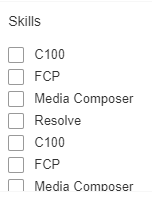 Skills
C100
FCP
Media Composer
Resolve
C100
FCP
Media Composer